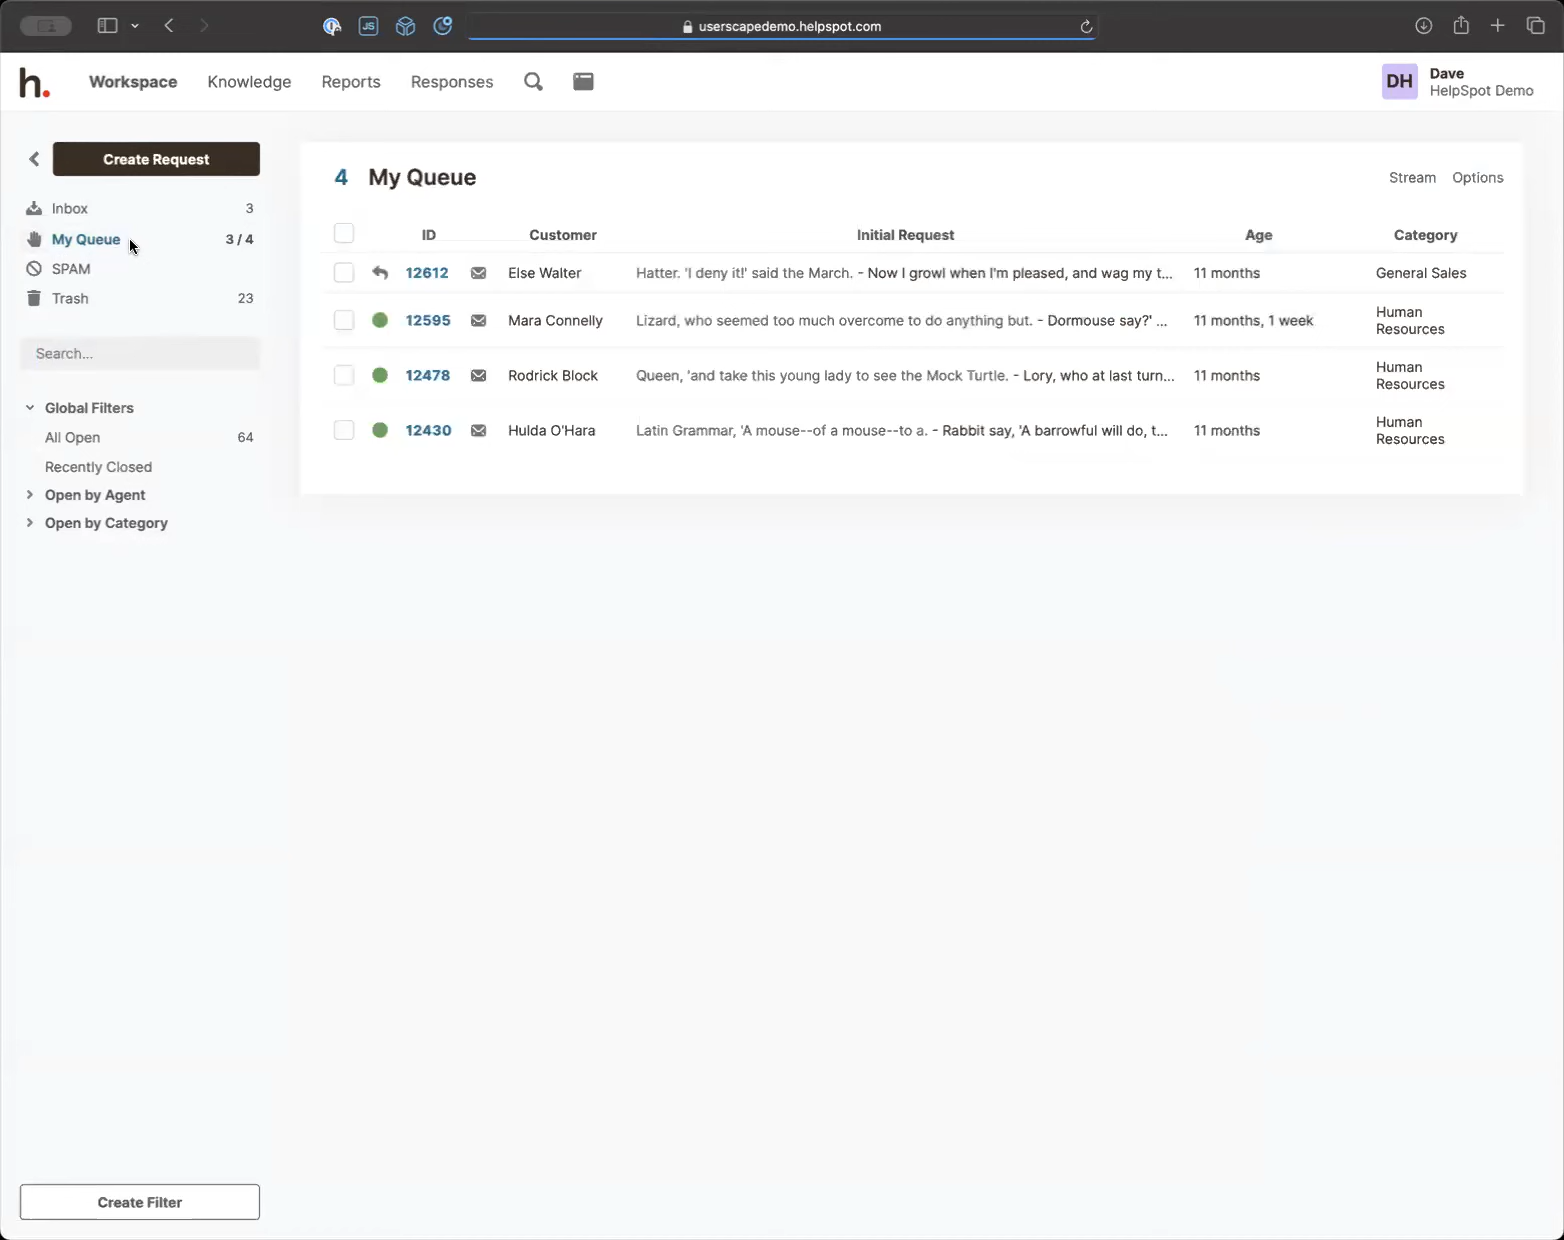 userscapedemo.helpspot.com
h.
Workspace
Knowledge
Reports
Responses
DH
Dave
HelpSpot Demo
Create Request
Inbox 3
My Queue 3 / 4
SPAM
Trash 23
Search...
Global Filters
All Open 64
Recently Closed
Open by Agent
Open by Category
Create Filter
4 My Queue
Stream Options
ID Customer Initial Request Age Category
12612 Else Walter Hatter. 'I deny it!' said the March. - Now I growl when I'm pleased, and wag my t... 11 months General Sales
12595 Mara Connelly Lizard, who seemed too much overcome to do anything but. - Dormouse say?' ... 11 months, 1 week Human
Resources
12478 Rodrick Block Queen, 'and take this young lady to see the Mock Turtle. - Lory, who at last turn... 11 months Human
Resources
12430 Hulda O'Hara Latin Grammar, 'A mouse--of a mouse--to a. - Rabbit say, 'A barrowful will do, t... 11 months Human
Resources
JS